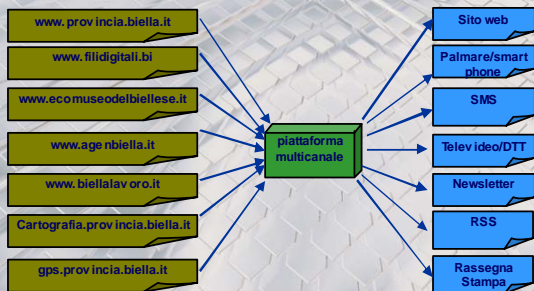 www.provincia.biella.it
www.filidigitali.bi
www.ecomuseodelbiellese.it
www.agenbiella.it
www.biellalavoro.it
Cartografia.provincia.biella.it
gps.provincia.biella.it
piattaforma
multicanale
Sito web
Palmare/smart
phone
SMS
Televideo/DTT
Newsletter
RSS
Rassegna
Stampa